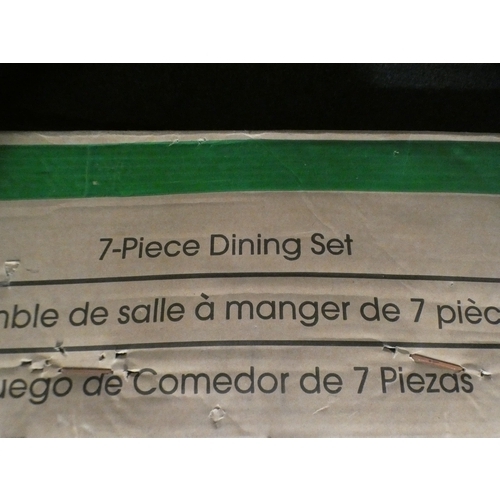 7-Piece Dining Set
mble de salle à manger de 7 pièc
uego de Comedor de 7 Piezas